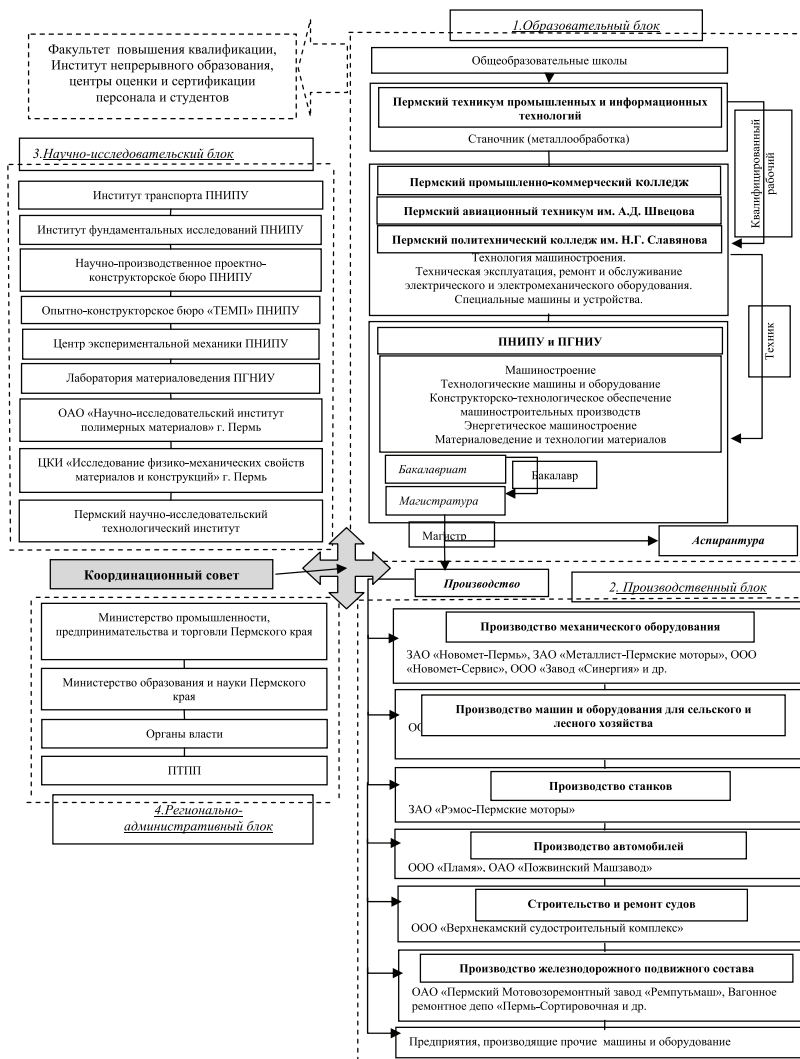 1.Образовательный блок
Факультет повышения квалификации,
Институт непрерывного образования,
центры оценки и сертификации
персонала и студентов
Общеобразовательные школы
Пермский техникум промышленных и информационных
технологий
Станочник (металлообработка)
Квалифицированный
рабочий
Пермский промышленно-коммерческий колледж
Пермский авиационный техникум им. А.Д. Швецова
Пермский политехнический колледж им. Н.Г. Славянова
Технология машиностроения.
Техническая эксплуатация, ремонт и обслуживание
электрического и электромеханического оборудования.
Специальные машины и устройства.
Техник
ПНИПУ и ПГНИУ
Машиностроение
Технологические машины и оборудование
Конструкторско-технологическое обеспечение
машиностроительных производств
Энергетическое машиностроение
Материаловедение и технологии материалов
Бакалавриат
Бакалавр
Магистратура
Магистр
Аспирантура
3.Научно-исследовательский блок
Институт транспорта ПНИПУ
Институт фундаментальных исследований ПНИПУ
Научно-производственное проектно-
конструкторское бюро ПНИПУ
Опытно-конструкторское бюро «ТЕМП» ПНИПУ
Центр экспериментальной механики ПНИПУ
Лаборатория материаловедения ПГНИУ
ОАО «Научно-исследовательский институт
полимерных материалов» г. Пермь
ЦКИ «Исследование физико-механических свойств
материалов и конструкций» г. Пермь
Пермский научно-исследовательский
технологический институт
Координационный совет
Производство
2. Производственный блок
Министерство промышленности,
предпринимательства и торговли Пермского края
Министерство образования и науки Пермского
края
Органы власти
ПТПП
4.Регионально-
административный блок
Производство механического оборудования
ЗАО «Новомет-Пермь», ЗАО «Металлист-Пермские моторы», ООО
«Новомет-Сервис», ООО «Завод «Синергия» и др.
Производство машин и оборудования для сельского и
лесного хозяйства
Производство станков
ЗАО «Рэмос-Пермские моторы»
Производство автомобилей
ООО «Пламя», ОАО «Пожвинский Машзавод»
Строительство и ремонт судов
ООО «Верхнекамский судостроительный комплекс»
Производство железнодорожного подвижного состава
ОАО «Пермский Мотовозоремонтный завод «Ремпутьмаш», Вагонное
ремонтное депо «Пермь-Сортировочная и др.
Предприятия, производящие прочие машины и оборудование